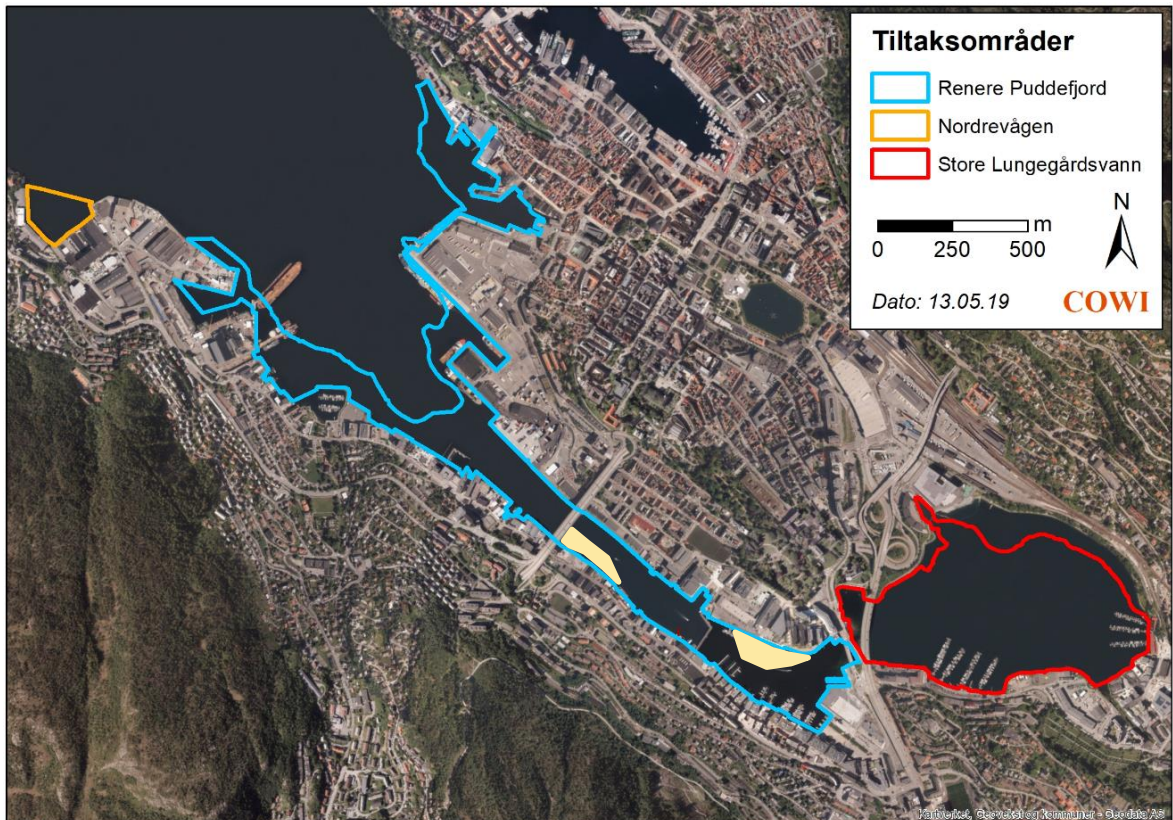 Tiltaksområder
Renere Puddefjord
Nordrevågen
Store Lungegårdsvann
N
m
0 250 500
Dato: 13.05.19 COWI
Kartverket, Geovekst og kommuner - Geodata AS